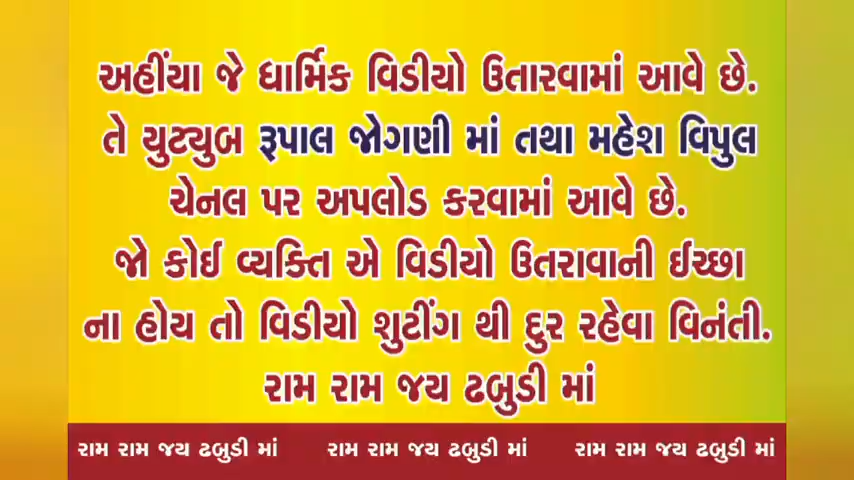 અહીંયા જે ધાર્મિક વિડીયો ઉતારવામાં આવે છે.
તે યુટ્યુબ રૂપાલ જોગણી માં તથા મહેશ વિપુલ
ચેનલ પર અપલોડ કરવામાં આવે છે.
જો કોઈ વ્યક્તિ એ વિડીયો ઉતરાવાની ઈચ્છા
ના હોય તો વિડીયો શુટીંગ થી દુર રહેવા વિનંતી.
રામ રામ જય ઢબુડી માં
રામ રામ જય ઢબુડી માં રામ રામ જય ઢબુડી માં રામ રામ જય ઢબુડી માં